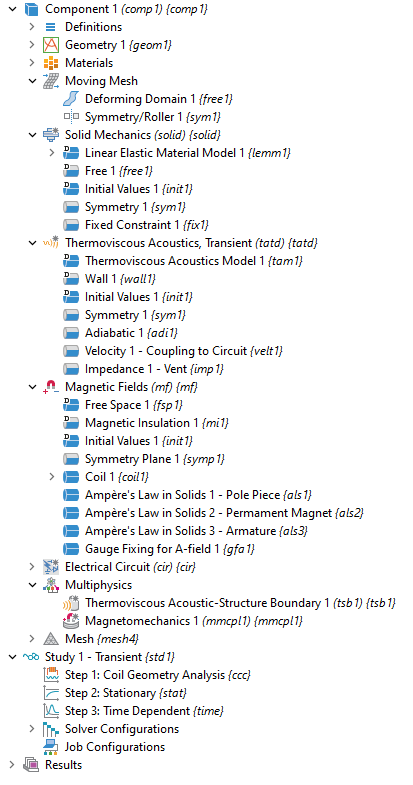 Component 1 (comp1) {comp1}
Definitions
Geometry 1 {geom1}
Materials
Moving Mesh
D
Deforming Domain 1 {free1}
Symmetry/Roller 1 {sym1}
Solid Mechanics (solid) {solid}
D Linear Elastic Material Model 1 {lemm1}
D Free 1 {free1}
D Initial Values 1 {init1}
Symmetry 1 {sym1}
Fixed Constraint 1 {fix1}
Thermoviscous Acoustics, Transient (tatd) {tatd}
D Thermoviscous Acoustics Model 1 {tam1}
D Wall 1 {wall1}
D Initial Values 1 {init1}
Symmetry 1 {sym1}
Adiabatic 1 {adi1}
Velocity 1 - Coupling to Circuit {velt1}
Impedance 1 - Vent {imp1}
Magnetic Fields (mf) {mf}
D Free Space 1 {fsp1}
D Magnetic Insulation 1 {mi1}
D Initial Values 1 {init1}
Symmetry Plane 1 {symp1}
Coil 1 {coil1}
Ampère's Law in Solids 1 - Pole Piece {als1}
Ampère's Law in Solids 2 - Permament Magnet {als2}
Ampère's Law in Solids 3 - Armature {als3}
Gauge Fixing for A-field 1 {gfa1}
Electrical Circuit (cir) {cir}
Multiphysics
Thermoviscous Acoustic-Structure Boundary 1 (tsb1) {tsb1}
Magnetomechanics 1 (mmcpl1) {mmcpl1}
Mesh {mesh4}
Study 1 - Transient {std1}
Step 1: Coil Geometry Analysis {ccc}
Step 2: Stationary {stat}
Step 3: Time Dependent {time}
Solver Configurations
Job Configurations
Results